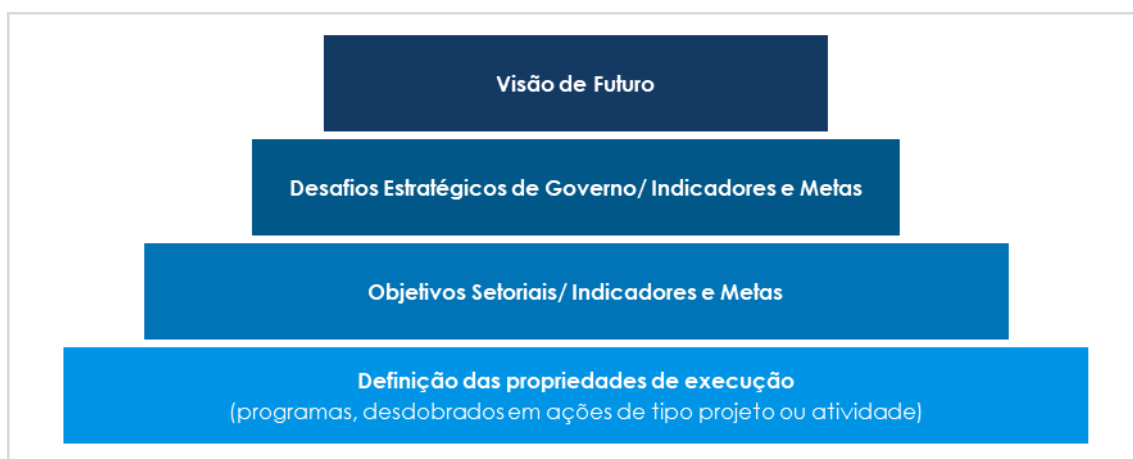 Visão de Futuro
Desafios Estratégicos de Governo/ Indicadores e Metas
Objetivos Setoriais/ Indicadores e Metas
Definição das propriedades de execução
(programas, desdobrados em ações de tipo projeto ou atividade)